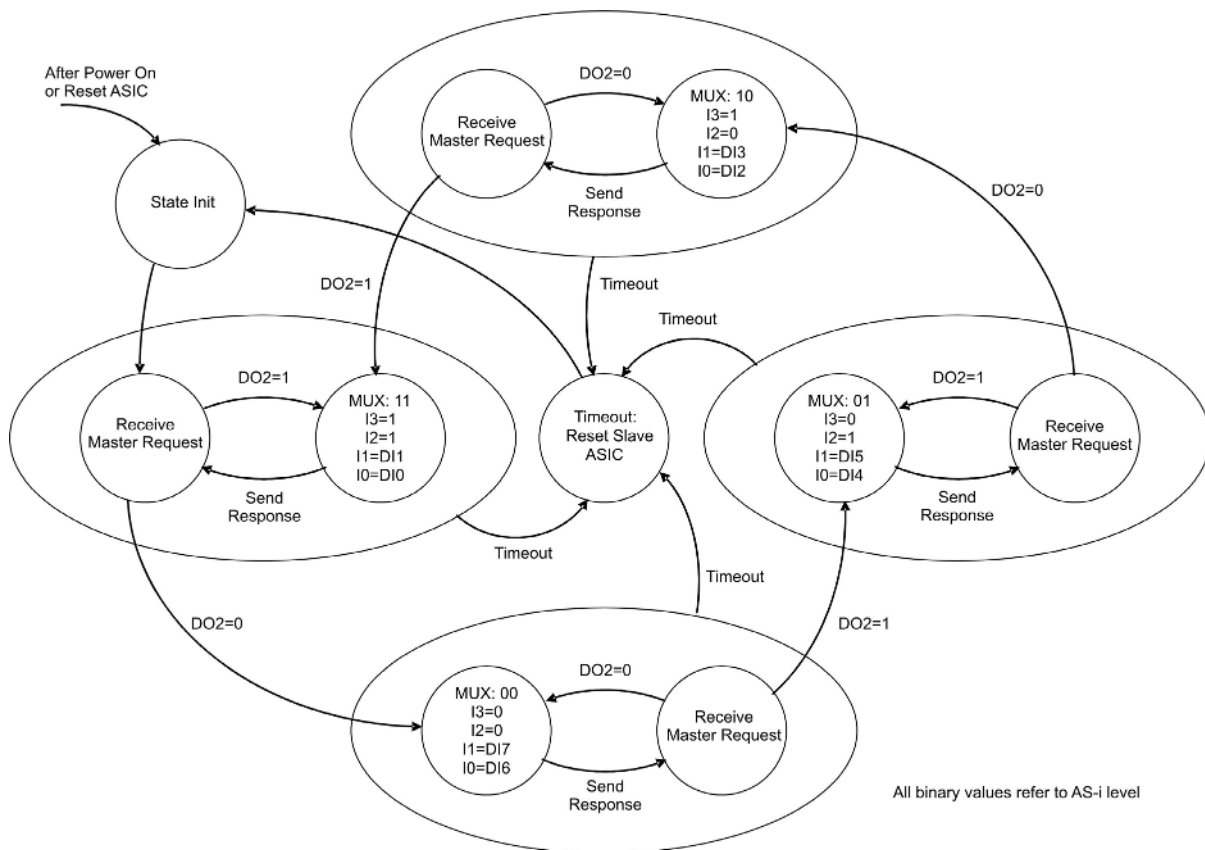 After Power On
or Reset ASIC
State Init
DO2=0
Receive
Master Request
MUX: 10
I3=1
I2=0
I1=DI3
I0=DI2
Send
Response
DO2=0
DO2=1
Timeout
Timeout
DO2=1
Receive
Master Request
MUX: 11
I3=1
I2=1
I1=DI1
I0=DI0
Send
Response
Timeout:
Reset Slave
ASIC
DO2=1
MUX: 01
I3=0
I2=1
I1=DI5
I0=DI4
Receive
Master Request
Send
Response
Timeout
Timeout
DO2=0
DO2=1
DO2=0
MUX: 00
I3=0
I2=0
I1=DI7
I0=DI6
Receive
Master Request
Send
Response
All binary values refer to AS-i level